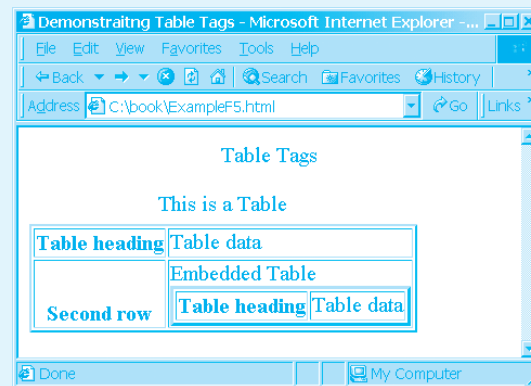 Demonstraitng Table Tags - Microsoft Internet Explorer - ...
File Edit View Favorites Tools Help
Back Search Favorites History
Address C:\book\ExampleF5.html Go Links
Table Tags
This is a Table
Table heading Table data
Second row Embedded Table
Table heading Table data
Done My Computer